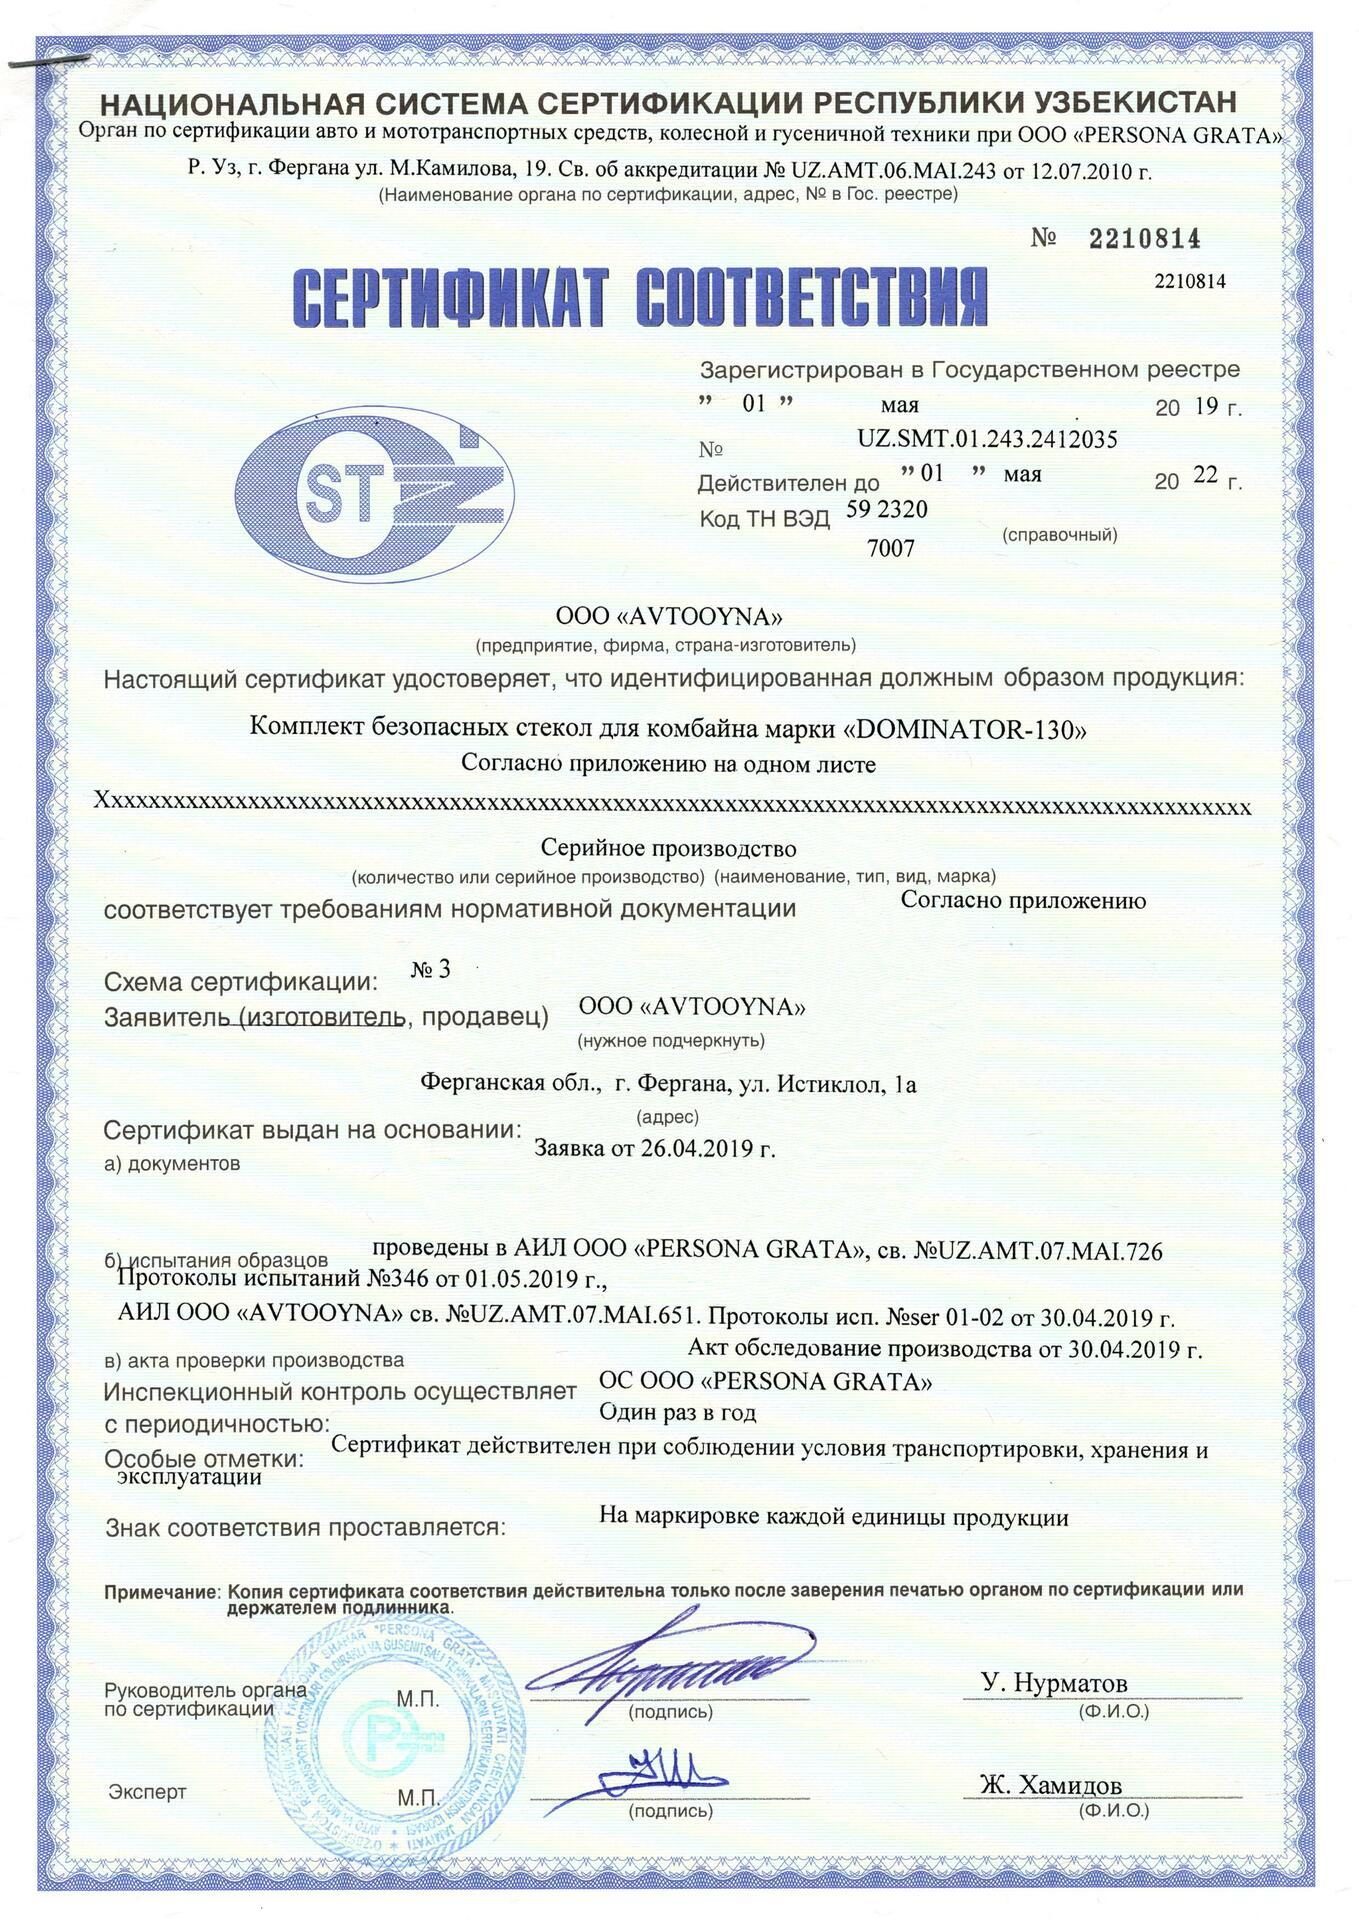 НАЦИОНАЛЬНАЯ СИСТЕМА СЕРТИФИКАЦИИ РЕСПУБЛИКИ УЗБЕКИСТАН
Орган по сертификации авто и мототранспортных средств, колесной и гусеничной техники при ООО «PERSONA GRATA»
Р. Уз, г. Фергана ул. М.Камилова, 19. Св. об аккредитации № UZ.AMT.06.MAI.243 от 12.07.2010 г.
(Наименование органа по сертификации, адрес, № в Гос. реестре)
№ 2210814
2210814
СЕРТИФИКАТ СООТВЕТСТВИЯ
Зарегистрирован в Государственном реестре
” 01 ” мая 20 19 г.
№ UZ.SMT.01.243.2412035
Действителен до ” 01 ” мая 20 22 г.
Код ТН ВЭД 59 2320
(справочный)
7007
ST
ООО «AVTOOYNA»
(предприятие, фирма, страна-изготовитель)
Настоящий сертификат удостоверяет, что идентифицированная должным образом продукция:
Комплект безопасных стекол для комбайна марки «DOMINATOR-130»
Согласно приложению на одном листе
Xxxxxxxxxxxxxxxxxxxxxxxxxxxxxxxxxxxxxxxxxxxxxxxxxxxxxxxxxxxxxxxxxxxxxxxxxxxxxxxxxxxxxxxxxxx
Серийное производство
(количество или серийное производство) (наименование, тип, вид, марка)
соответствует требованиям нормативной документации Согласно приложению
Схема сертификации: № 3
Заявитель (изготовитель, продавец) ООО «AVTOOYNA»
(нужное подчеркнуть)
Ферганская обл., г. Фергана, ул. Истиклол, 1а
(адрес)
Сертификат выдан на основании:
а) документов Заявка от 26.04.2019 г.
б) испытания образцов проведены в АИЛ ООО «PERSONA GRATA», св. №UZ.AMT.07.MAI.726
Протоколы испытаний №346 от 01.05.2019 г.,
АИЛ ООО «AVTOOYNA» св. №UZ.AMT.07.MAI.651. Протоколы исп. №ser 01-02 от 30.04.2019 г.
в) акта проверки производства Акт обследование производства от 30.04.2019 г.
Инспекционный контроль осуществляет ОС ООО «PERSONA GRATA»
с периодичностью: Один раз в год
Особые отметки: Сертификат действителен при соблюдении условия транспортировки, хранения и
эксплуатации
Знак соответствия проставляется: На маркировке каждой единицы продукции
Примечание: Копия сертификата соответствия действительна только после заверения печатью органом по сертификации или
держателем подлинника.
Руководитель органа
по сертификации М.П. У. Нурматов
(подпись) (Ф.И.О.)
Эксперт М.П. Ж. Хамидов
(подпись) (Ф.И.О.)
Persona
grata